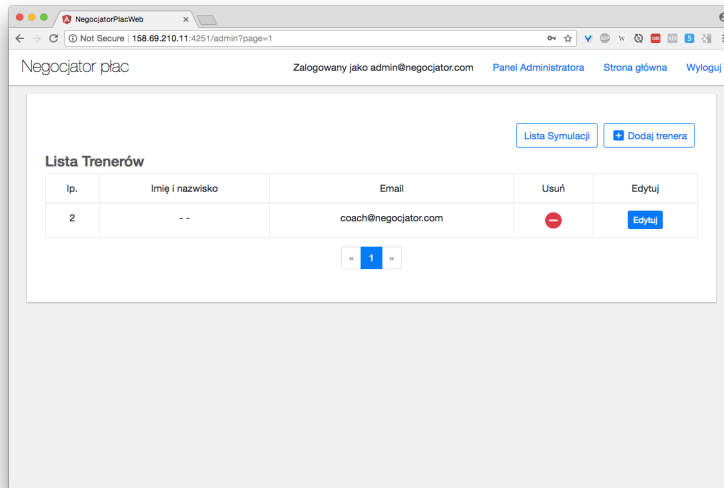 NegocjatorPlacWeb
Not Secure | 158.69.210.11:4251/admin?page=1
Negocjator płac
Zalogowany jako admin@negocjator.com Panel Administratora Strona główna Wyloguj
Lista Symulacji Dodaj trenera
Lista Trenerów
lp. Imię i nazwisko Email Usuń Edytuj
2 - - coach@negocjator.com Edytuj
« 1 »